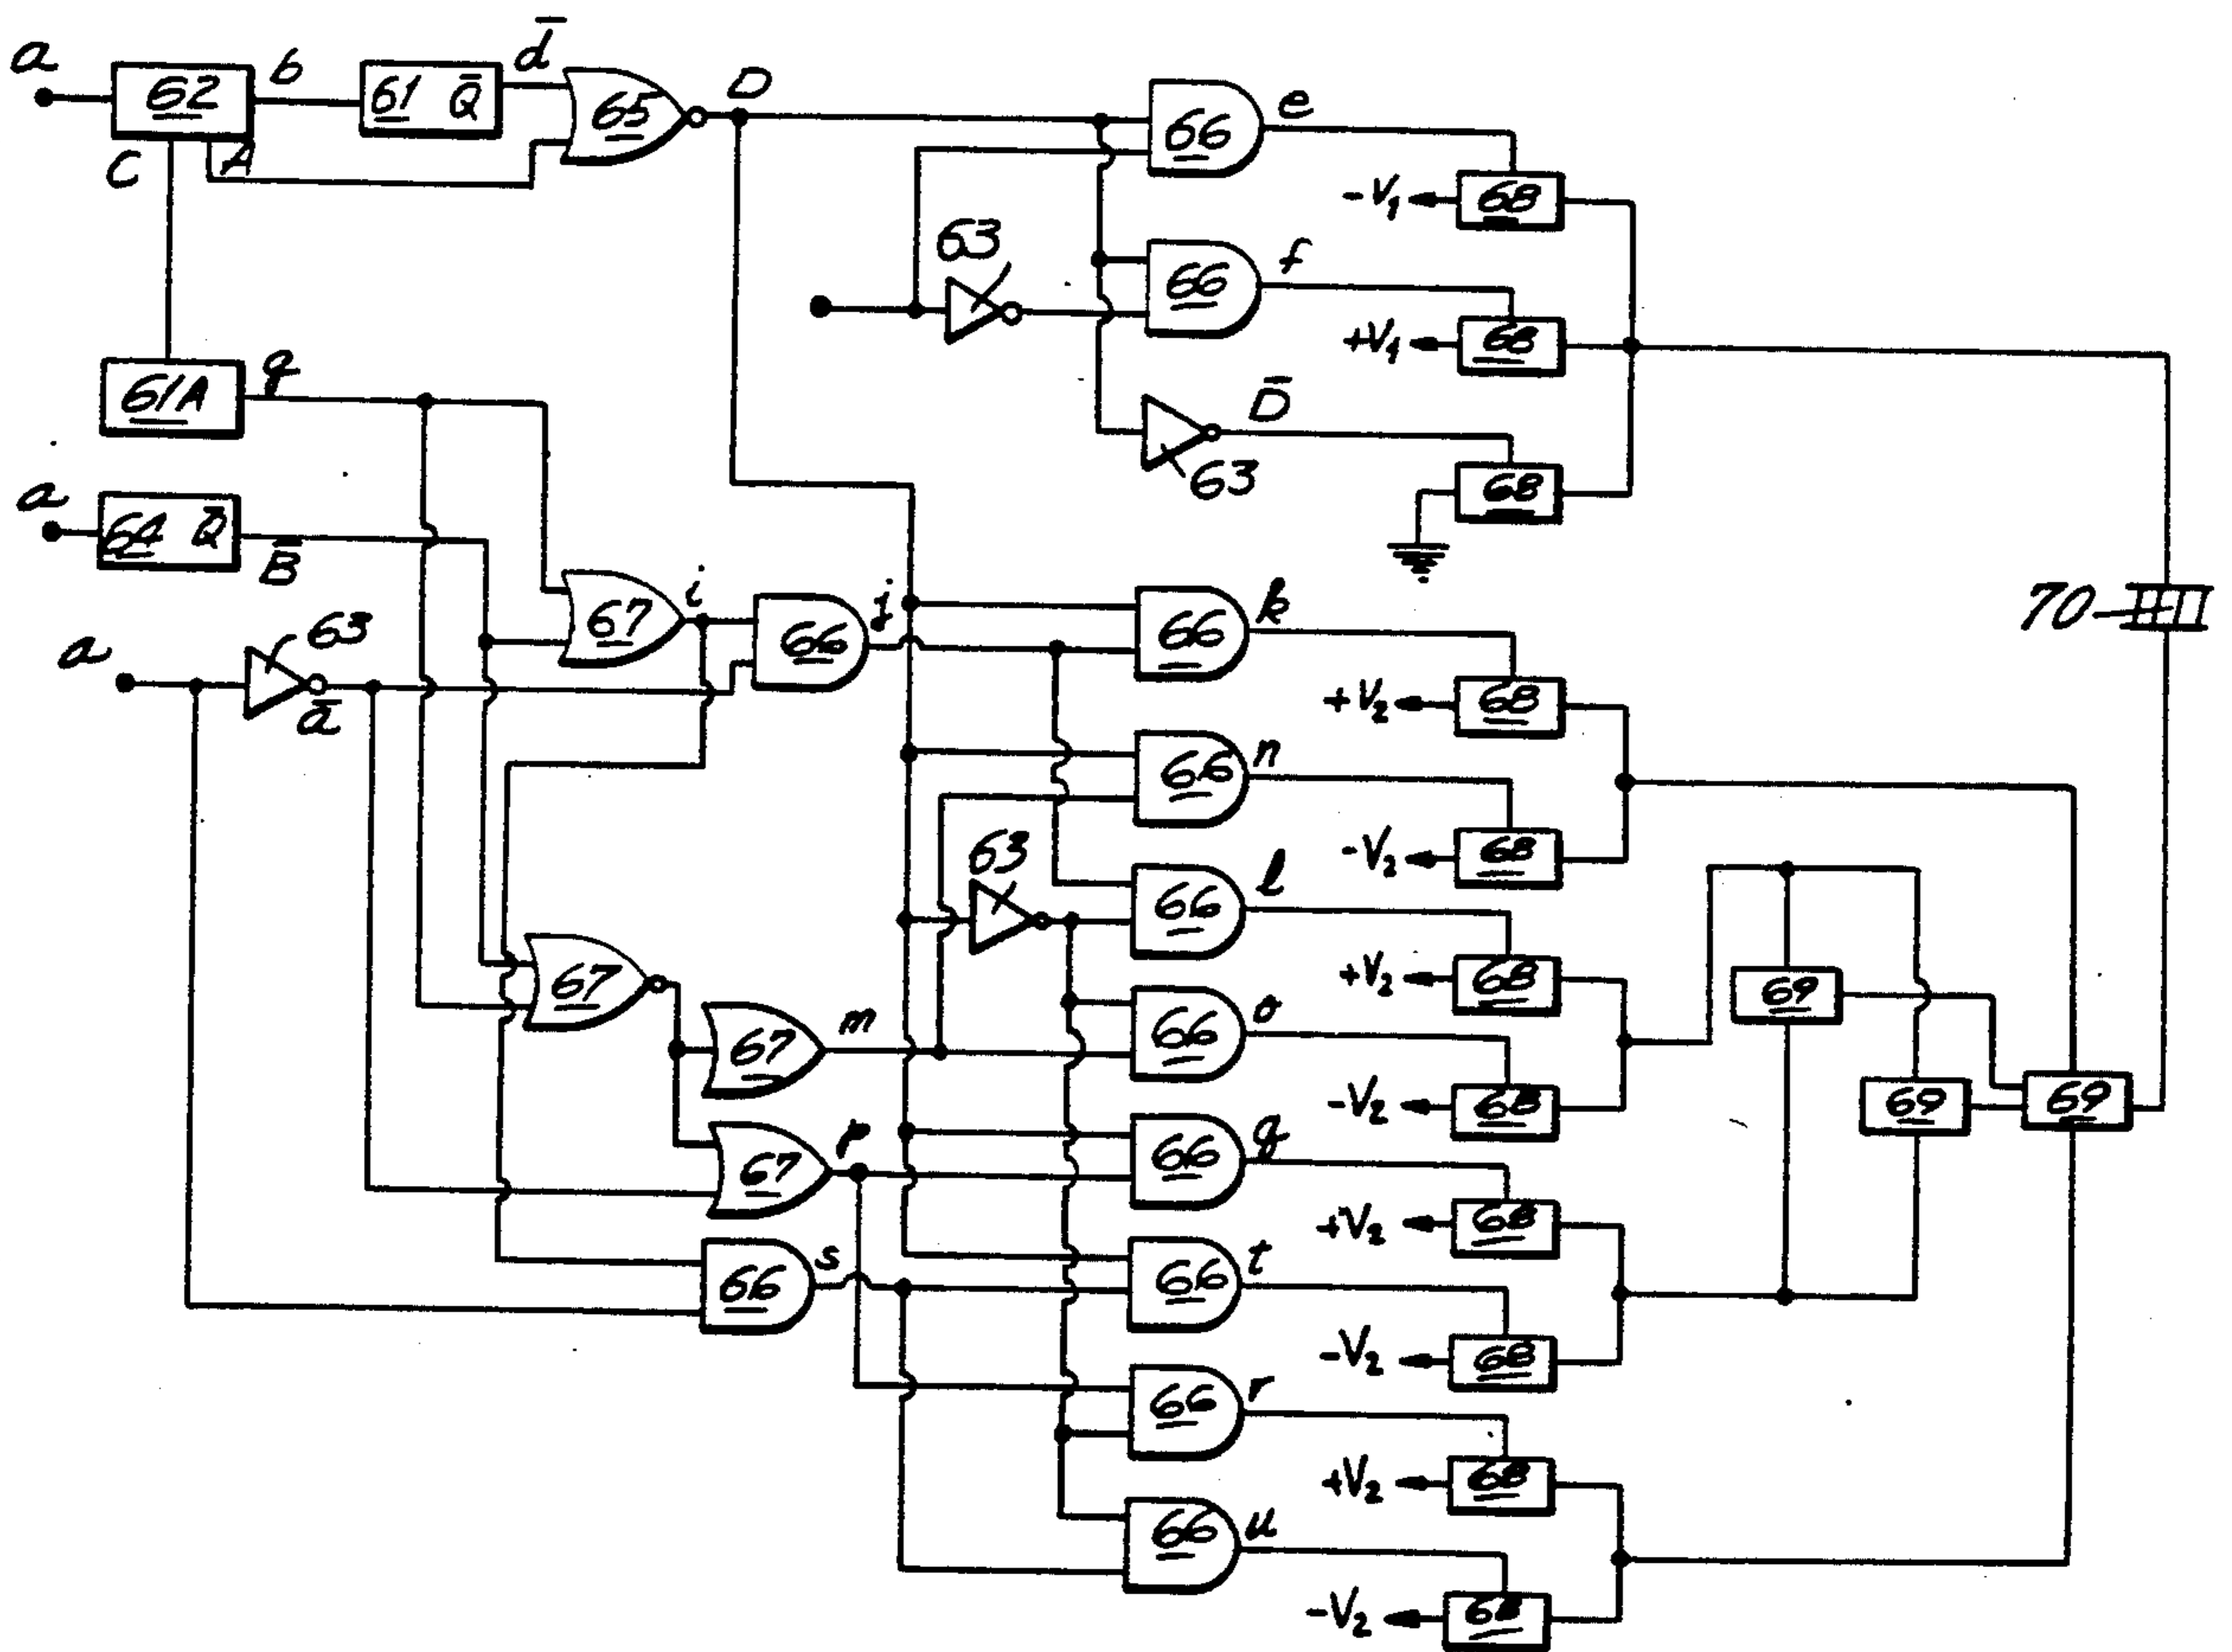 a
62
b
61 Q̄
d̄
65
D
C
A
66
e
-V₁
68
63
66
f
+V₁
68
61A
q
D̄
63
68
a
64 Q̄
B̄
67
i
66
j
66
k
70
a
63
ā
+V₂
68
66
n
-V₂
68
63
66
l
+V₂
68
69
67
67
m
66
o
-V₂
68
69
69
67
p
66
q
+V₂
68
66
s
66
t
-V₂
68
66
r
+V₂
68
66
u
-V₂
68